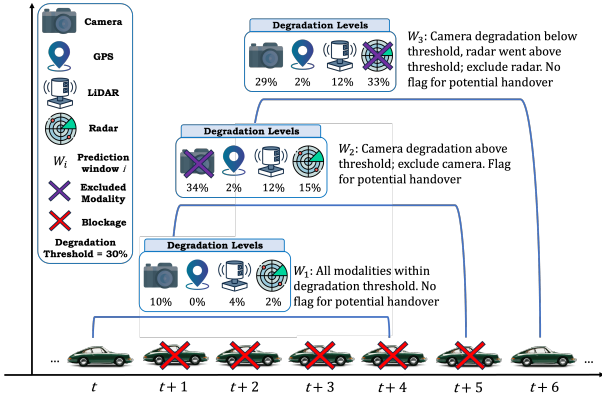 Camera
GPS
LiDAR
Radar
W_i Prediction
window i
Excluded
Modality
Blockage
Degradation
Threshold = 30%
Degradation Levels
29% 2% 12% 33%
W_3: Camera degradation below
threshold, radar went above
threshold; exclude radar. No
flag for potential handover
Degradation Levels
34% 2% 12% 15%
W_2: Camera degradation above
threshold; exclude camera. Flag
for potential handover
Degradation Levels
10% 0% 4% 2%
W_1: All modalities within
degradation threshold. No
flag for potential handover
... ...
t t + 1 t + 2 t + 3 t + 4 t + 5 t + 6